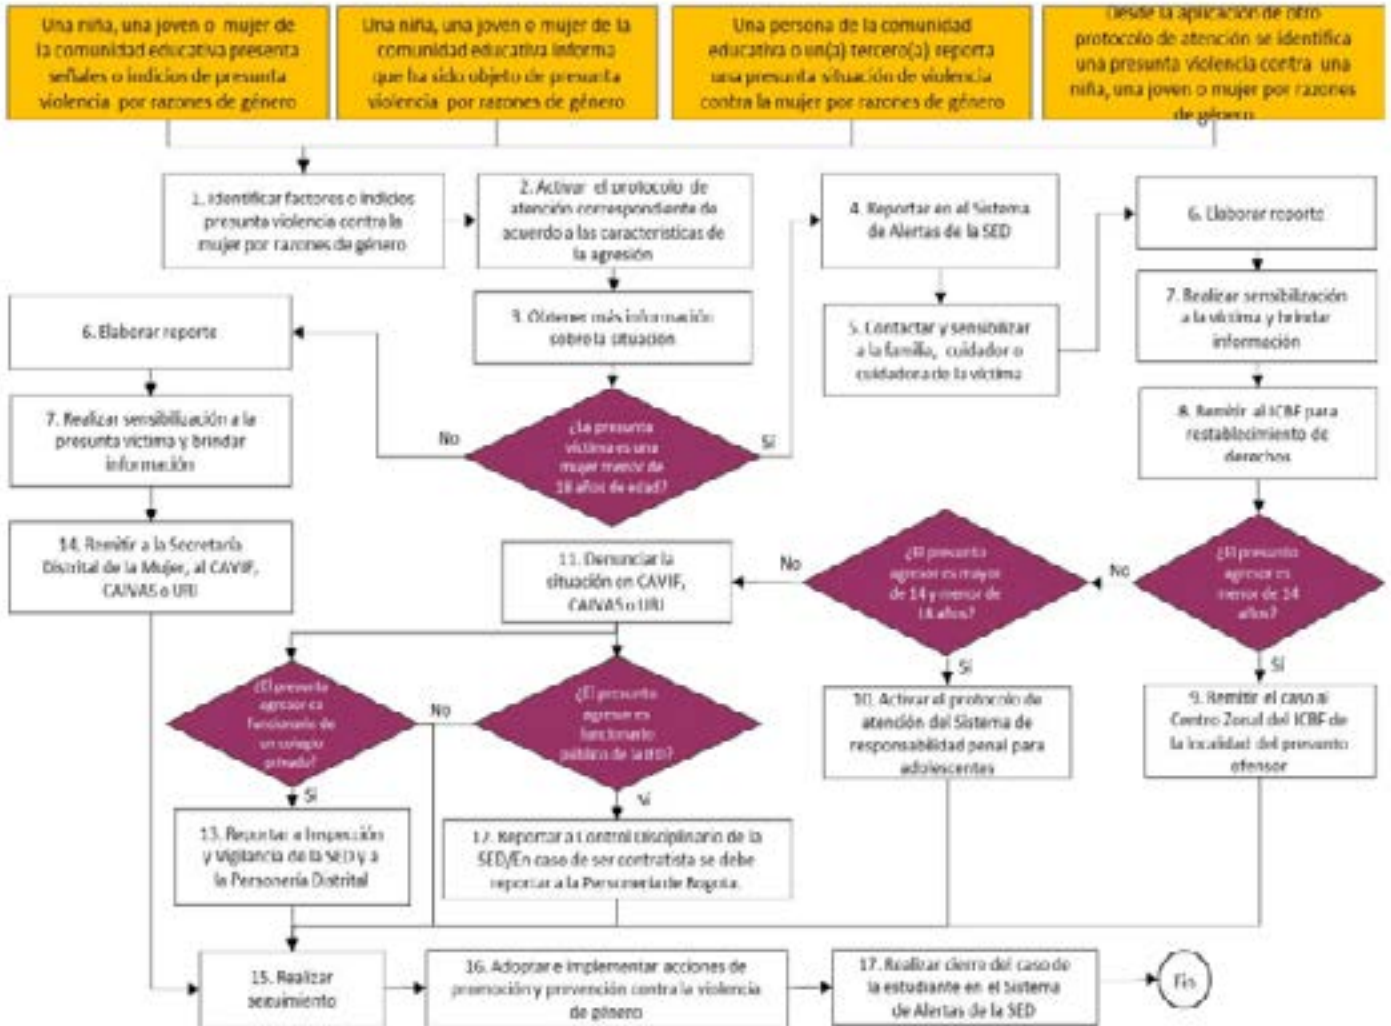 Una niña, una joven o mujer de
la comunidad educativa presenta
señales o indicios de presunta
violencia por razones de género
Una niña, una joven o mujer de la
comunidad educativa informa
que ha sido objeto de presunta
violencia por razones de género
Una persona de la comunidad
educativa o un(a) tercero(a) reporta
una presunta situación de violencia
contra la mujer por razones de género
Desde la aplicación de otro
protocolo de atención se identifica
una presunta violencia contra una
niña, una joven o mujer por razones
de género
1. Identificar factores o indicios
presunta violencia contra la
mujer por razones de género
2. Activar el protocolo de
atención correspondiente de
acuerdo a las características de
la agresión
4. Reportar en el Sistema
de Alertas de la SED
6. Elaborar reporte
3. Obtener más información
sobre la situación
5. Contactar y sensibilizar
a la familia, cuidador o
cuidadora de la víctima
7. Realizar sensibilización
a la víctima y brindar
información
6. Elaborar reporte
7. Realizar sensibilización a la
presunta víctima y brindar
información
No
¿La presunta
víctima es una
mujer menor de
18 años de edad?
Sí
8. Remitir al ICBF para
restablecimiento de
derechos
14. Remitir a la Secretaría
Distrital de la Mujer, al CAVIF,
CAIVAS o URI
11. Denunciar la
situación en CAVIF,
CAIVAS o URI
No
¿El presunto
agresor es mayor
de 14 y menor de
18 años?
No
¿El presunto
agresor es
menor de 14
años?
Sí
Sí
¿El presunto
agresor es
funcionario de
un colegio
privado?
No
¿El presunto
agresor es
funcionario
público de la IED?
10. Activar el protocolo de
atención del Sistema de
responsabilidad penal para
adolescentes
9. Remitir el caso al
Centro Zonal del ICBF de
la localidad del presunto
ofensor
Sí
Sí
13. Reportar a Inspección
y Vigilancia de la SED y a
la Personería Distrital
12. Reportar a Control Disciplinario de la
SED/En caso de ser contratista se debe
reportar a la Personería de Bogotá.
15. Realizar
seguimiento
16. Adoptar e implementar acciones de
promoción y prevención contra la violencia
de género
17. Realizar cierre del caso de
la estudiante en el Sistema
de Alertas de la SED
Fin